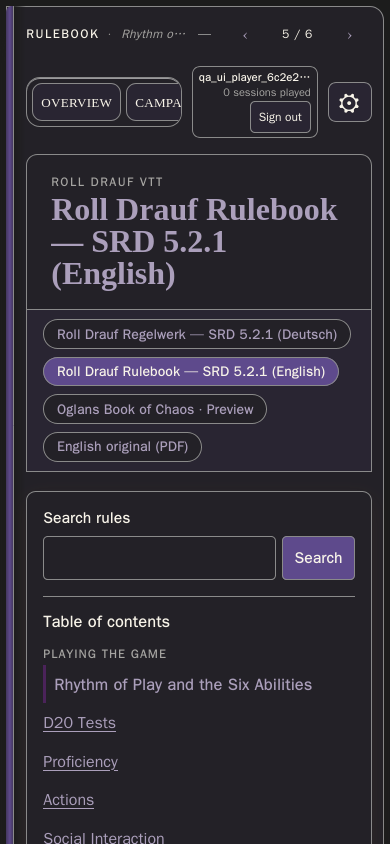 RULEBOOK · Rhythm o··· — ‹ 5 / 6 ›
OVERVIEW CAMPA
qa_ui_player_6c2e2···
0 sessions played
Sign out
ROLL DRAUF VTT
Roll Drauf Rulebook
— SRD 5.2.1
(English)
Roll Drauf Regelwerk — SRD 5.2.1 (Deutsch)
Roll Drauf Rulebook — SRD 5.2.1 (English)
Oglans Book of Chaos · Preview
English original (PDF)
Search rules
Search
Table of contents
PLAYING THE GAME
Rhythm of Play and the Six Abilities
D20 Tests
Proficiency
Actions
Social Interaction